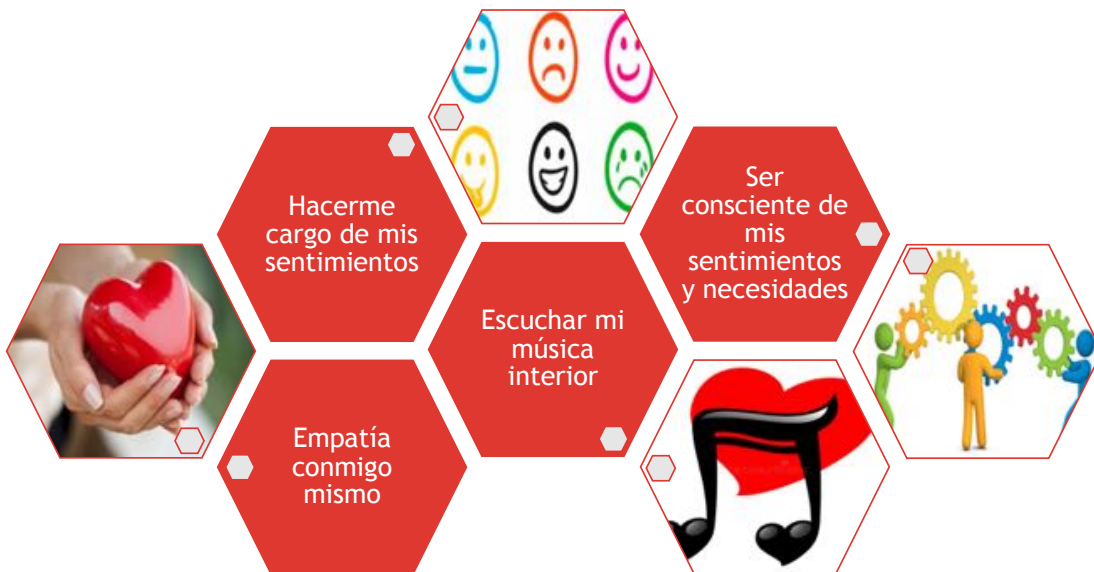 Hacerme
cargo de mis
sentimientos
Ser
consciente de
mis
sentimientos
y necesidades
Escuchar mi
música
interior
Empatía
conmigo
mismo